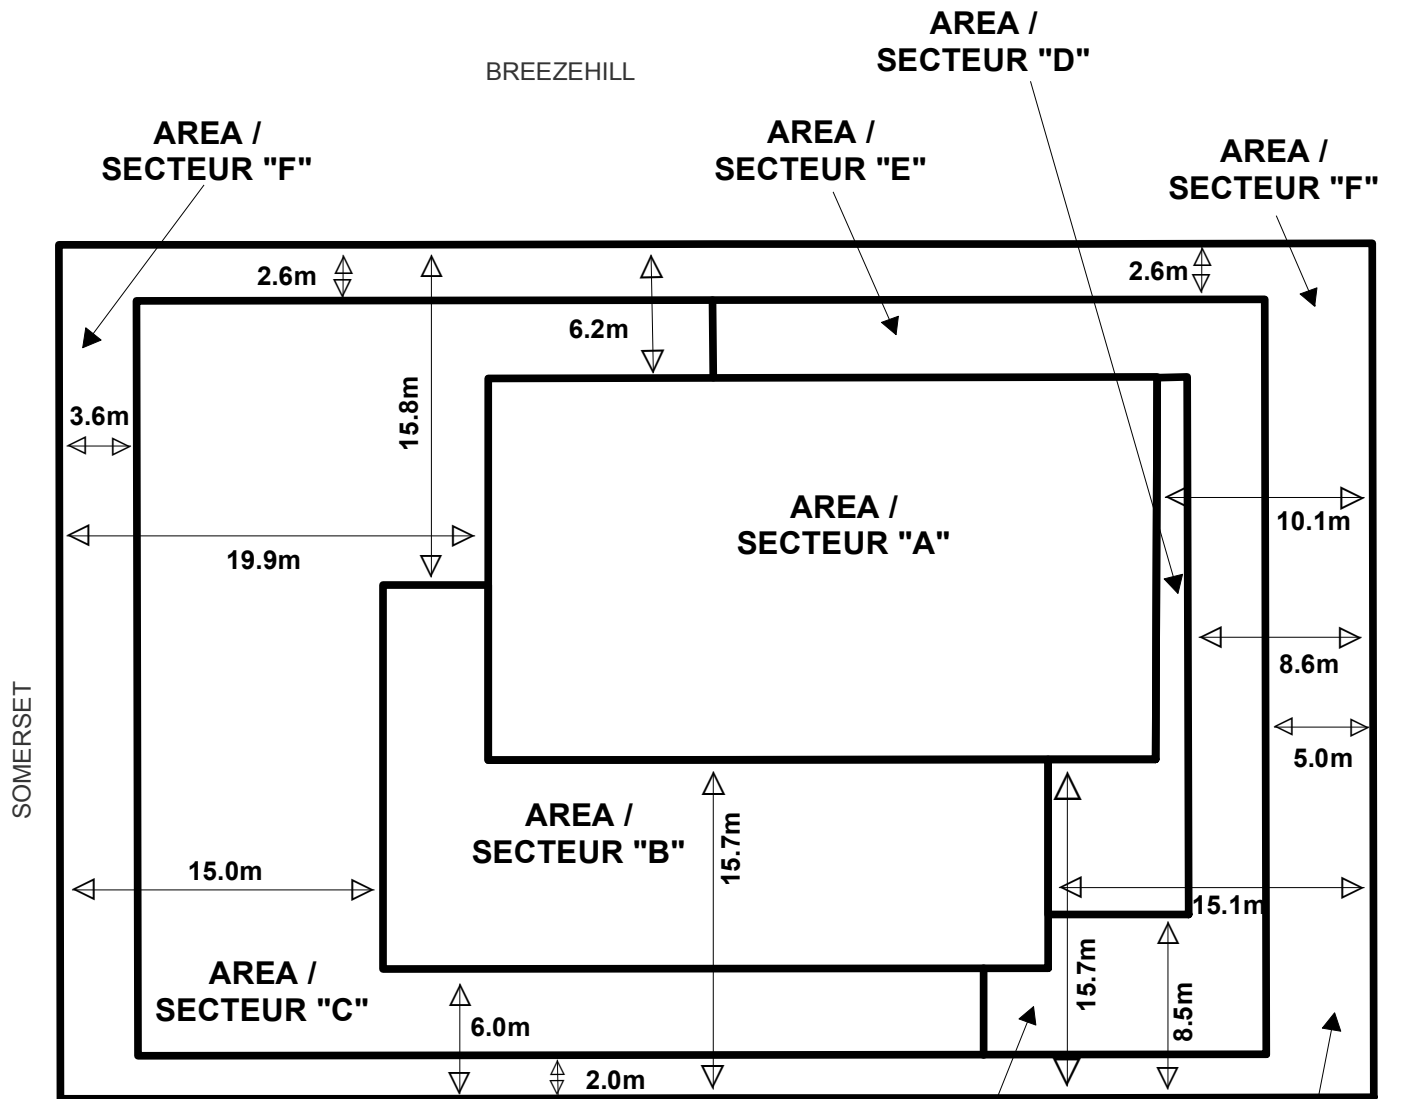 AREA /
SECTEUR "D"
BREEZEHILL
AREA /
SECTEUR "F"
AREA /
SECTEUR "E"
AREA /
SECTEUR "F"
2.6m
2.6m
6.2m
15.8m
3.6m
AREA /
SECTEUR "A"
10.1m
19.9m
8.6m
SOMERSET
5.0m
AREA /
SECTEUR "B"
15.7m
15.0m
15.1m
AREA /
SECTEUR "C"
15.7m
8.5m
6.0m
2.0m